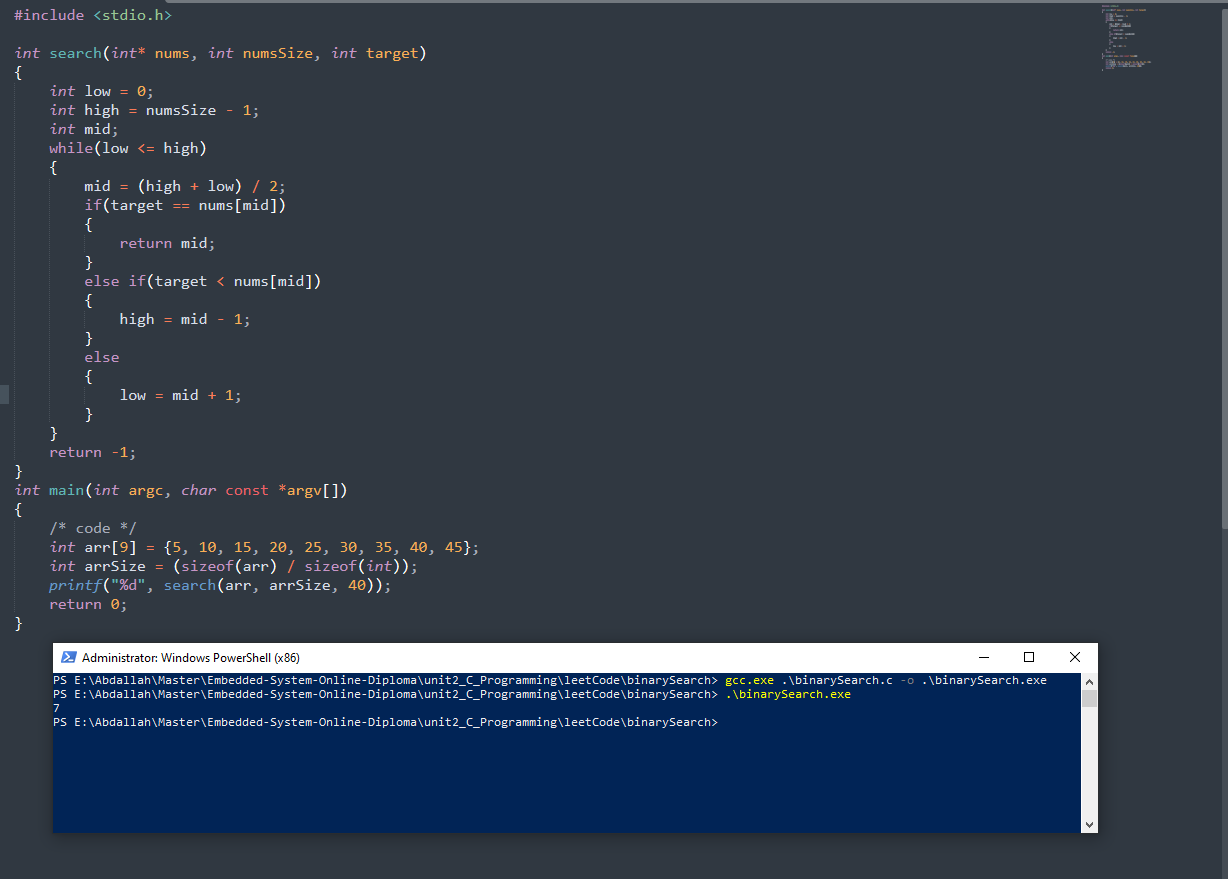 #include <stdio.h>
int search(int* nums, int numsSize, int target)
{
int low = 0;
int high = numsSize - 1;
int mid;
while(low <= high)
{
mid = (high + low) / 2;
if(target == nums[mid])
{
return mid;
}
else if(target < nums[mid])
{
high = mid - 1;
}
else
{
low = mid + 1;
}
}
return -1;
}
int main(int argc, char const *argv[])
{
/* code */
int arr[9] = {5, 10, 15, 20, 25, 30, 35, 40, 45};
int arrSize = (sizeof(arr) / sizeof(int));
printf("%d", search(arr, arrSize, 40));
return 0;
}
Administrator: Windows PowerShell (x86)
PS E:\Abdallah\Master\Embedded-System-Online-Diploma\unit2_C_Programming\leetCode\binarySearch> gcc.exe .\binarySearch.c -o .\binarySearch.exe
PS E:\Abdallah\Master\Embedded-System-Online-Diploma\unit2_C_Programming\leetCode\binarySearch> .\binarySearch.exe
7
PS E:\Abdallah\Master\Embedded-System-Online-Diploma\unit2_C_Programming\leetCode\binarySearch>